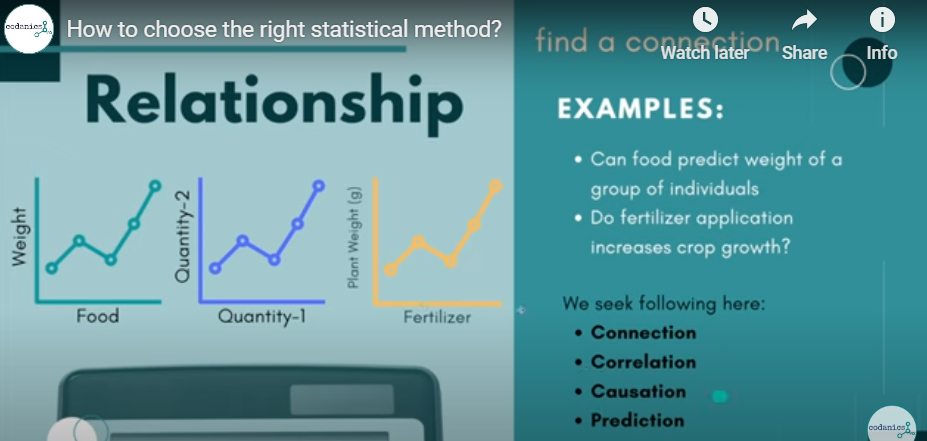 codanics
How to choose the right statistical method?
find a connection
Watch later
Share
Info
Relationship
EXAMPLES:
• Can food predict weight of a
group of individuals
• Do fertilizer application
increases crop growth?
Weight
Food
Quantity-2
Quantity-1
Plant Weight (g)
Fertilizer
We seek following here:
• Connection
• Correlation
• Causation
• Prediction
codanics